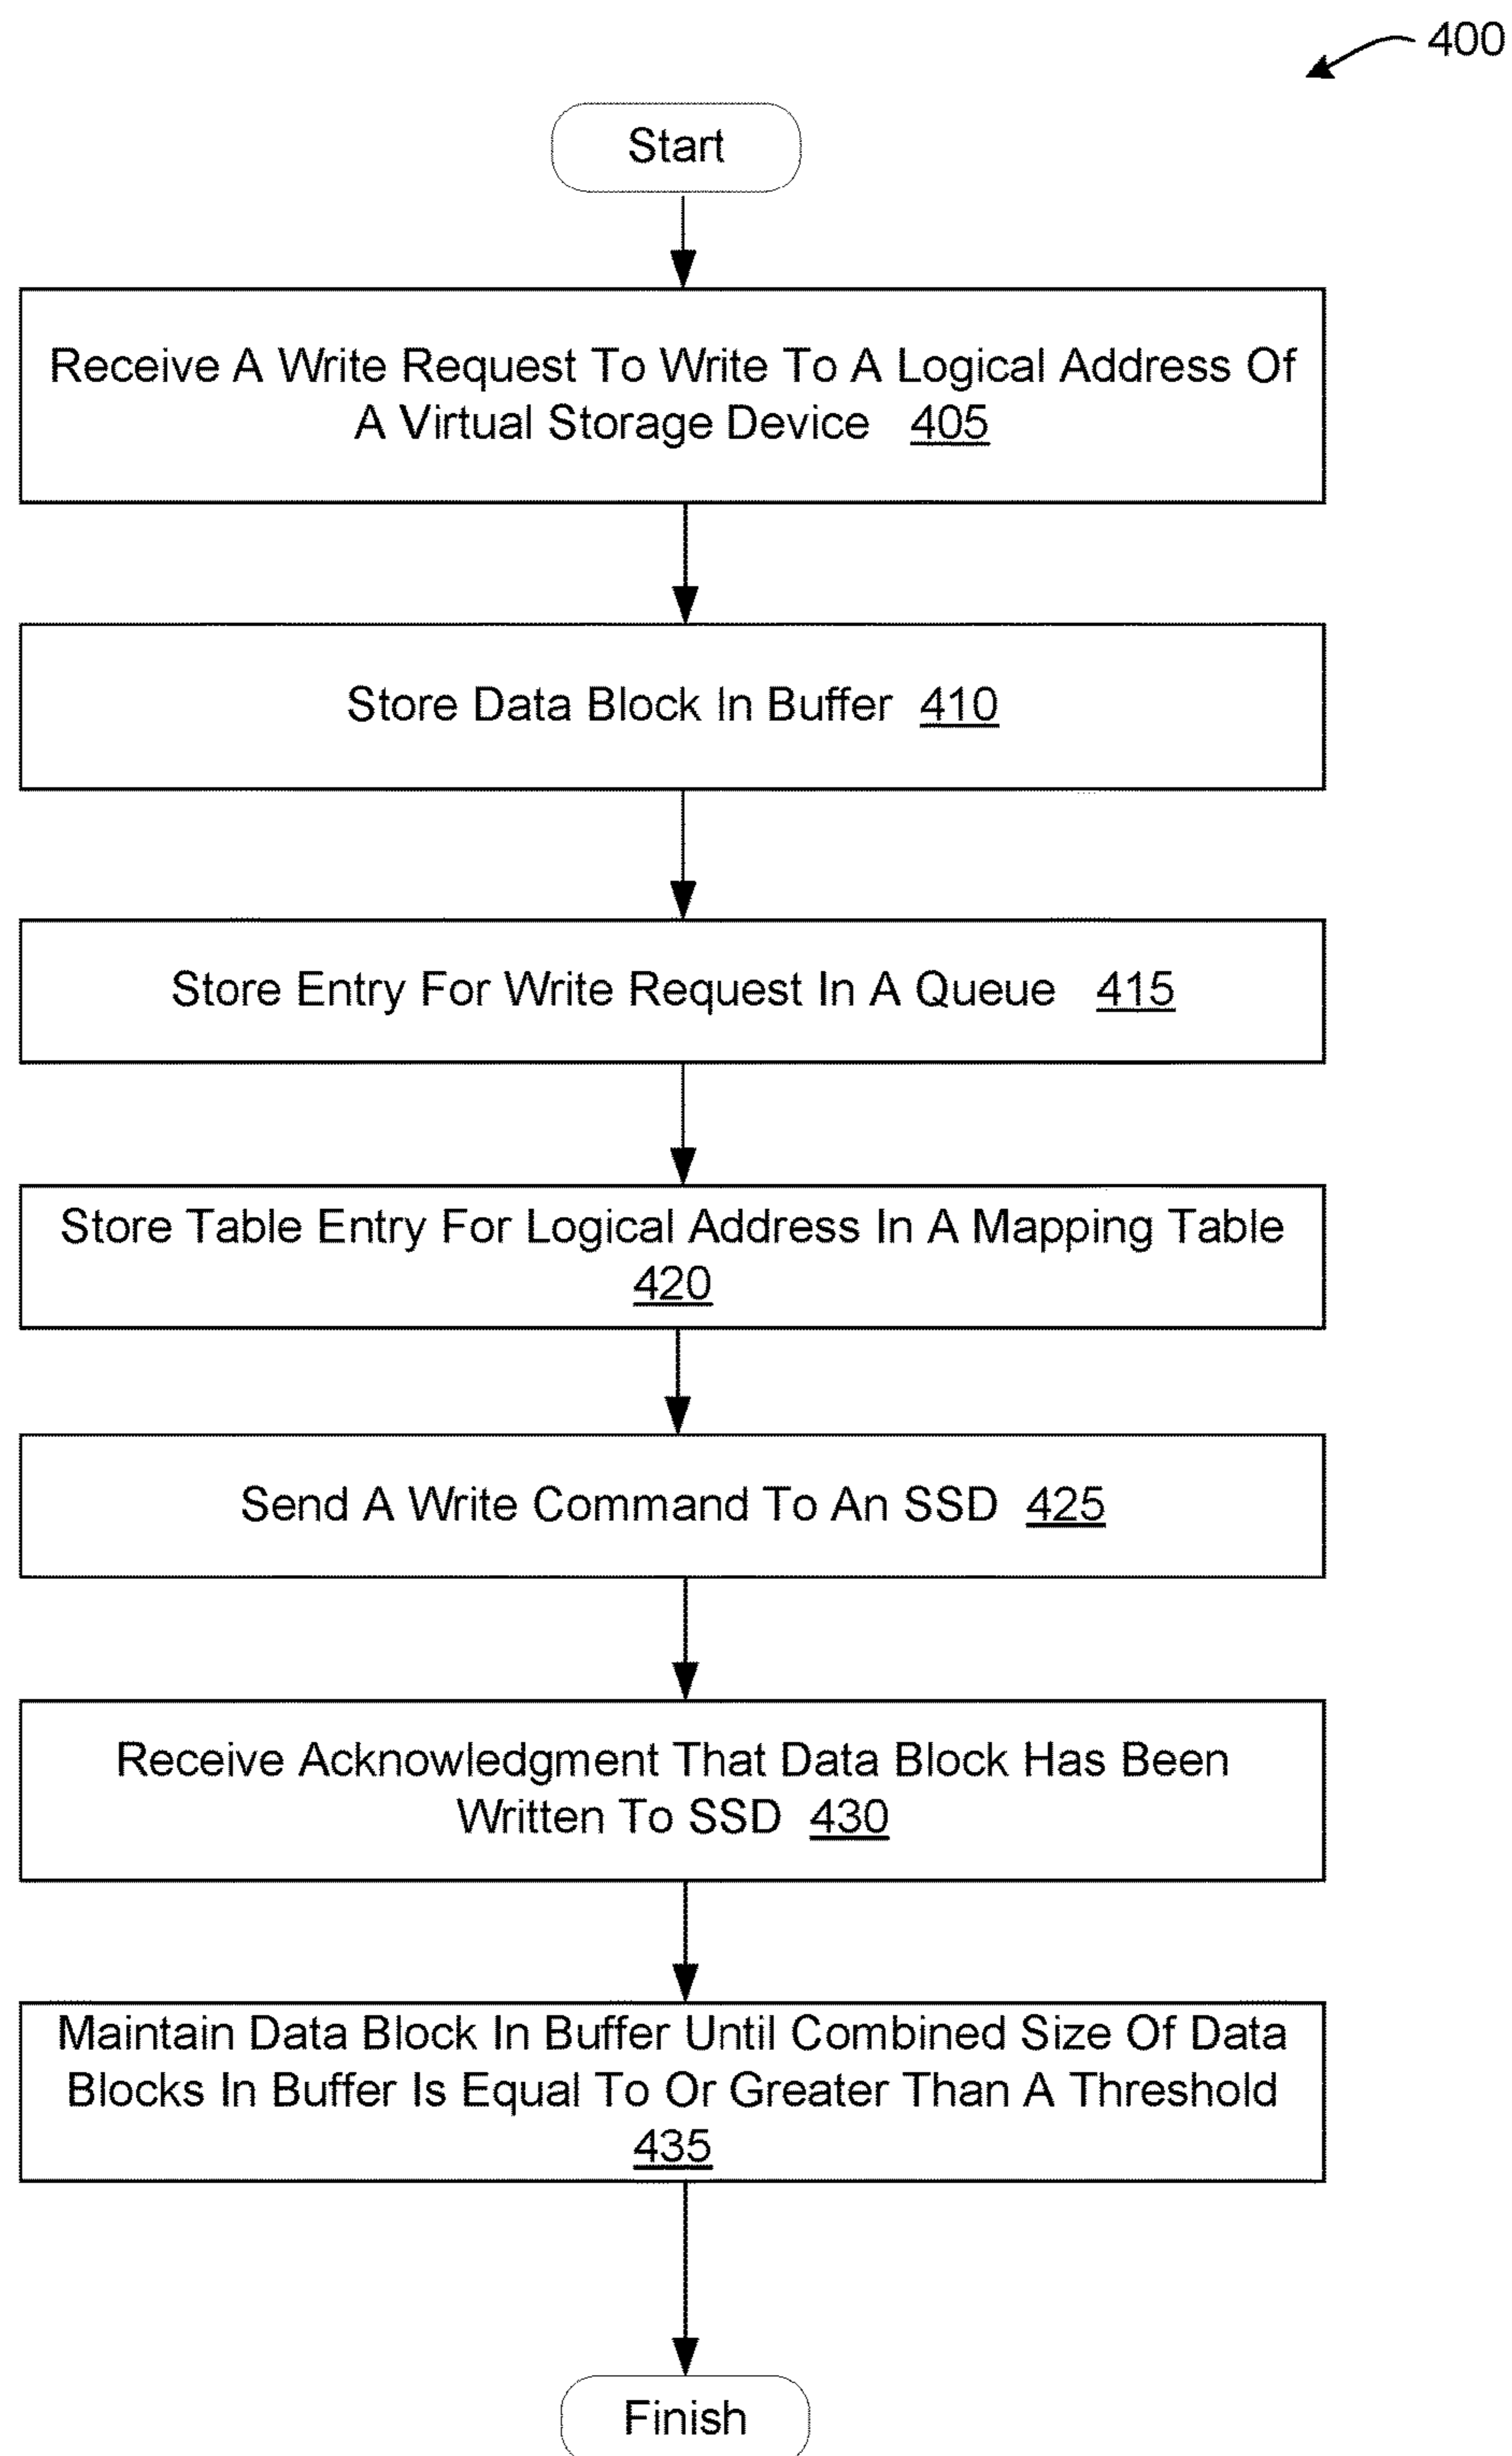 400
Start
Receive A Write Request To Write To A Logical Address Of
A Virtual Storage Device 405
Store Data Block In Buffer 410
Store Entry For Write Request In A Queue 415
Store Table Entry For Logical Address In A Mapping Table
420
Send A Write Command To An SSD 425
Receive Acknowledgment That Data Block Has Been
Written To SSD 430
Maintain Data Block In Buffer Until Combined Size Of Data
Blocks In Buffer Is Equal To Or Greater Than A Threshold
435
Finish